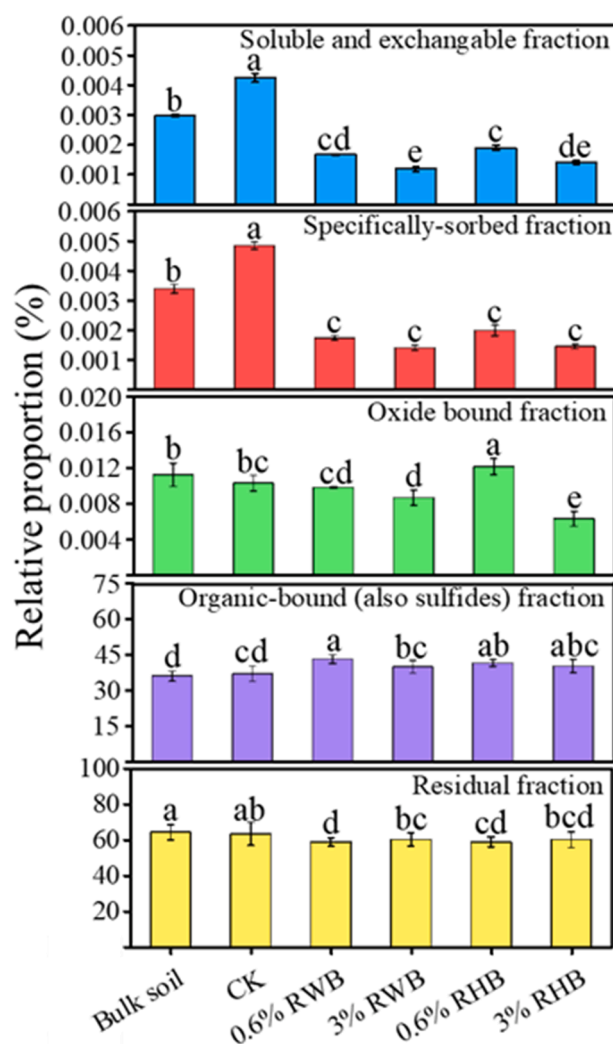 Relative proportion (%)
0.006
0.005
0.004
0.003
0.002
0.001
Soluble and exchangable fraction
b a cd e c de
0.006
0.005
0.004
0.003
0.002
0.001
Specifically-sorbed fraction
b a c c c c
0.020
0.016
0.012
0.008
0.004
Oxide bound fraction
b bc cd d a e
75
60
45
30
15
Organic-bound (also sulfides) fraction
d cd a bc ab abc
100
80
60
40
20
Residual fraction
a ab d bc cd bcd
Bulk soil
CK
0.6% RWB
3% RWB
0.6% RHB
3% RHB